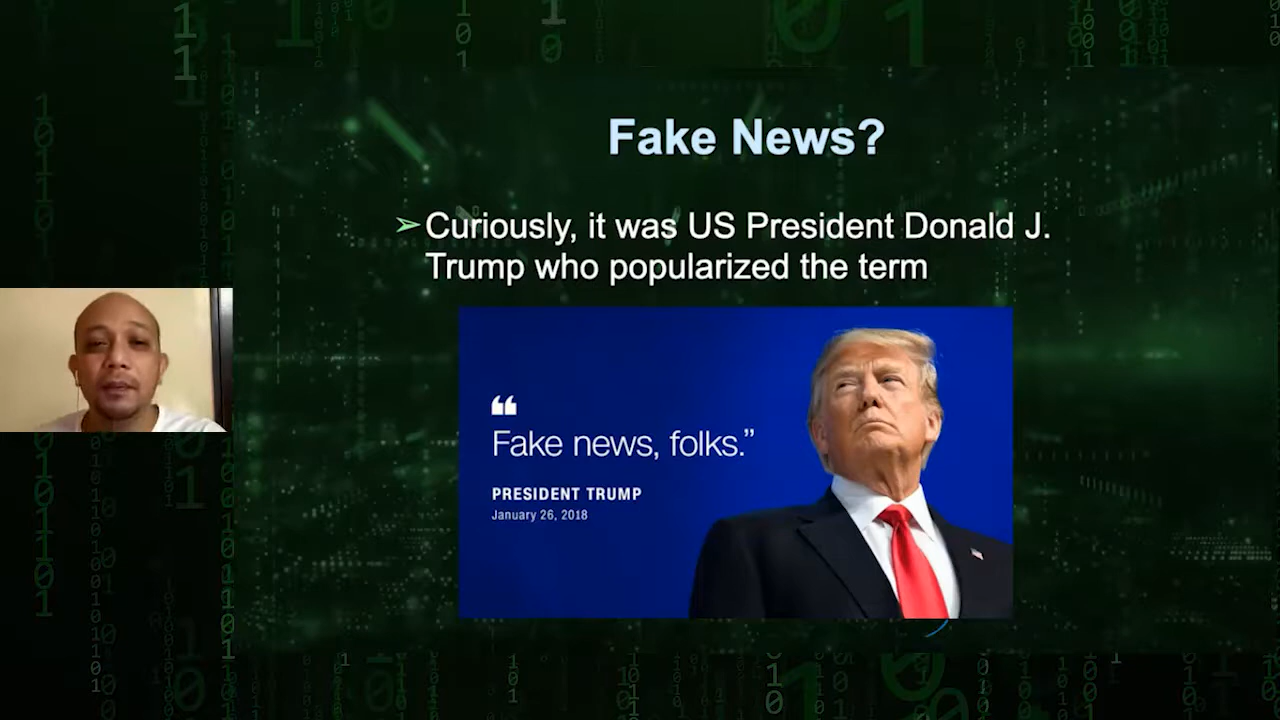 Fake News?
➢Curiously, it was US President Donald J.
Trump who popularized the term
“
Fake news, folks.”
PRESIDENT TRUMP
January 26, 2018